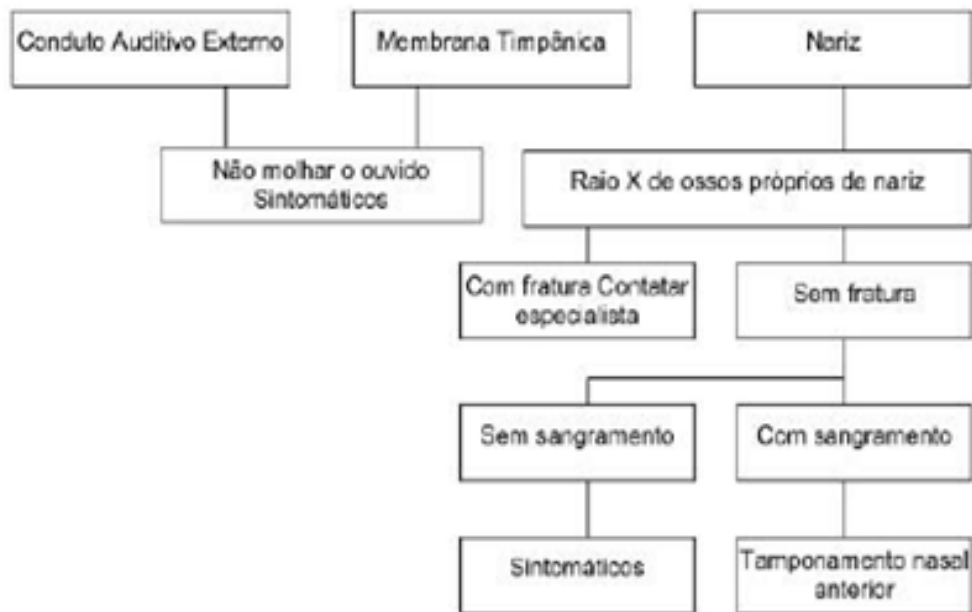 Conduto Auditivo Externo
Membrana Timpânica
Nariz
Não molhar o ouvido
Sintomáticos
Raio X de ossos próprios de nariz
Com fratura Contatar
especialista
Sem fratura
Sem sangramento
Com sangramento
Sintomáticos
Tamponamento nasal
anterior